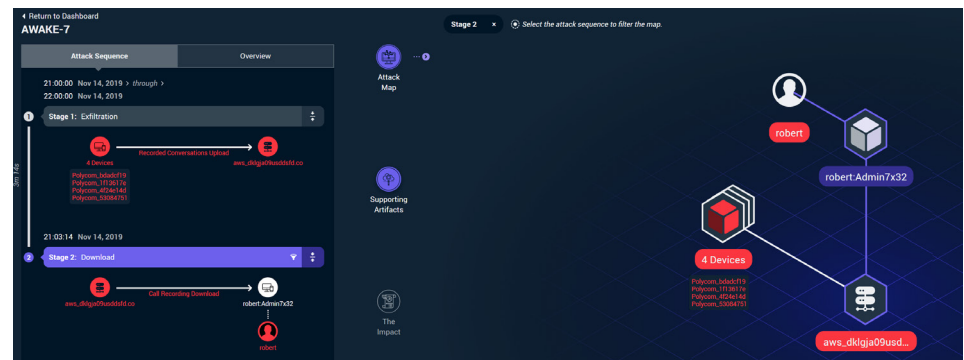 Return to Dashboard
AWAKE-7
Attack Sequence
Overview
21:00:00 Nov 14, 2019 > through >
22:00:00 Nov 14, 2019
1
Stage 1: Exfiltration
Recorded Conversations Upload
4 Devices
aws_dklgja09usddsfd.co
Polycom_bdadcf19
Polycom_1f13617e
Polycom_4f24e14d
Polycom_53084751
3m 14s
21:03:14 Nov 14, 2019
2
Stage 2: Download
Call Recording Download
aws_dklgja09usddsfd.co
robert:Admin7x32
robert
Stage 2 ×
Select the attack sequence to filter the map.
Attack
Map
Supporting
Artifacts
The
Impact
robert
robert:Admin7x32
4 Devices
Polycom_bdadcf19
Polycom_1f13617e
Polycom_4f24e14d
Polycom_53084751
aws_dklgja09usd...